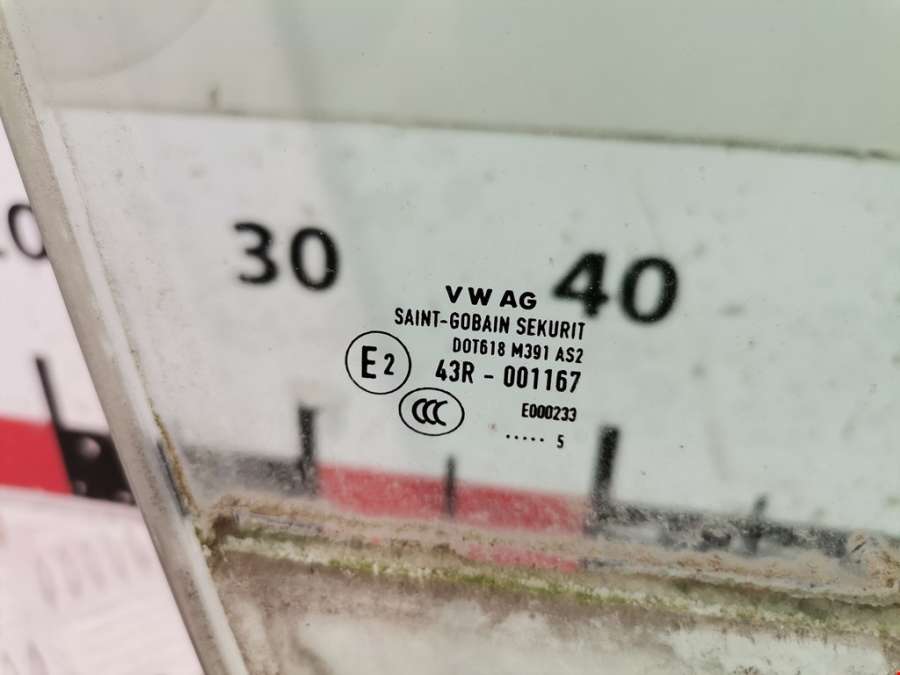 30
40
VW AG
SAINT-GOBAIN SEKURIT
DOT618 M391 AS2
E2
43R - 001167
CCC
E000233
..... 5